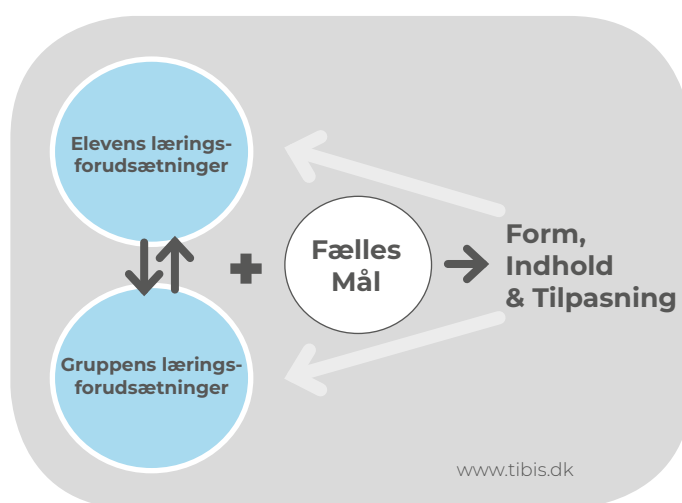 Elevens lærings-
forudsætninger
Gruppens lærings-
forudsætninger
Fælles
Mål
Form,
Indhold
& Tilpasning
www.tibis.dk